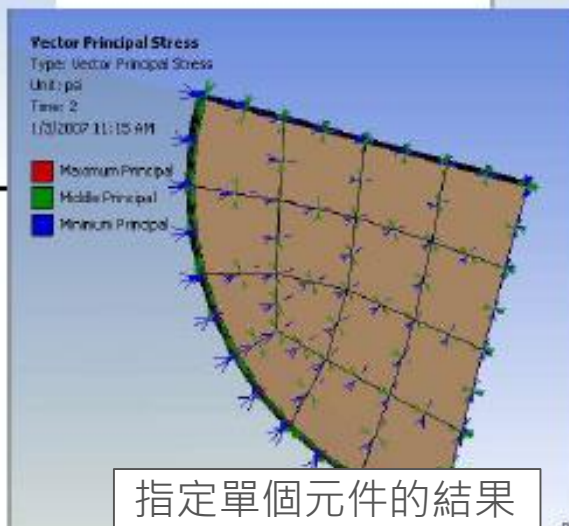 Vector Principal Stress
Type: Vector Principal Stress
Unit: psi
Time: 2
1/3/2007 11:15 AM
Maximum Principal
Middle Principal
Minimum Principal
指定單個元件的結果